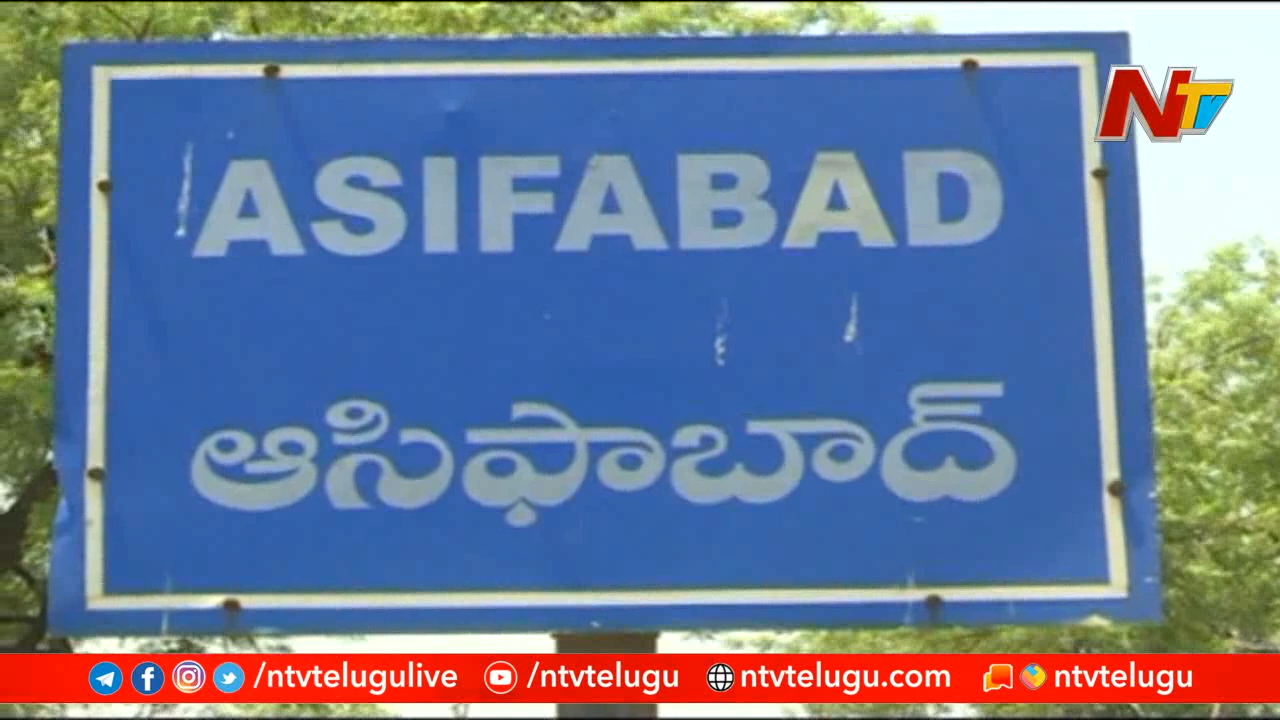 NTV
ASIFABAD
ఆసిఫాబాద్
/ntvtelugulive /ntvtelugu ntvtelugu.com ntvtelugu